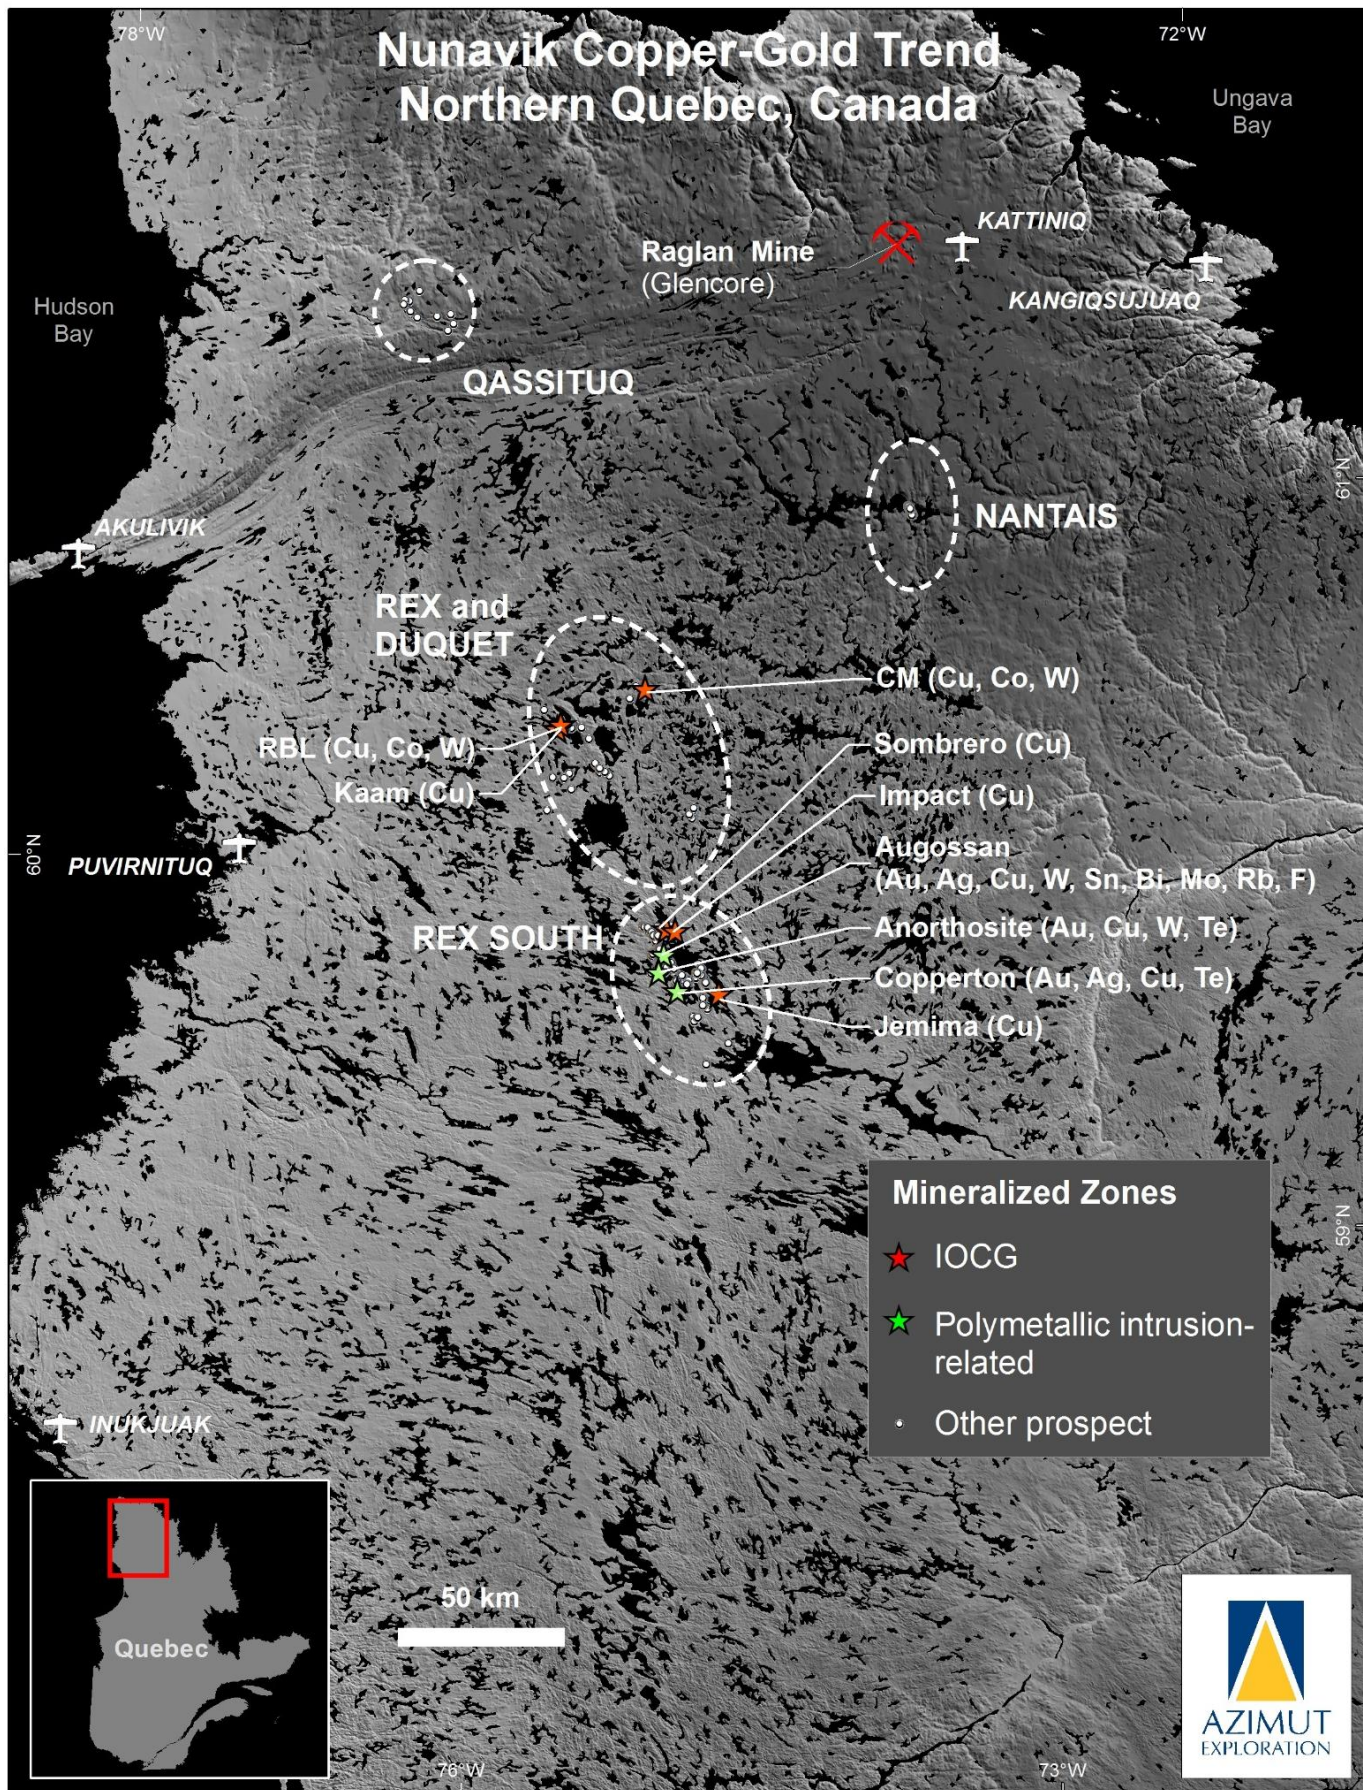 78°W
72°W
Nunavik Copper-Gold Trend
Northern Quebec, Canada
Ungava
Bay
KATTINIQ
Raglan Mine
(Glencore)
KANGIQSUJUAQ
Hudson
Bay
QASSITUQ
61°N
NANTAIS
AKULIVIK
REX and
DUQUET
CM (Cu, Co, W)
RBL (Cu, Co, W)
Sombrero (Cu)
Kaam (Cu)
Impact (Cu)
60°N
PUVIRNITUQ
Augossan
(Au, Ag, Cu, W, Sn, Bi, Mo, Rb, F)
REX SOUTH
Anorthosite (Au, Cu, W, Te)
Copperton (Au, Ag, Cu, Te)
Jemima (Cu)
59°N
Mineralized Zones
IOCG
Polymetallic intrusion-
related
Other prospect
INUKJUAK
Quebec
50 km
76°W
73°W
AZIMUT
EXPLORATION